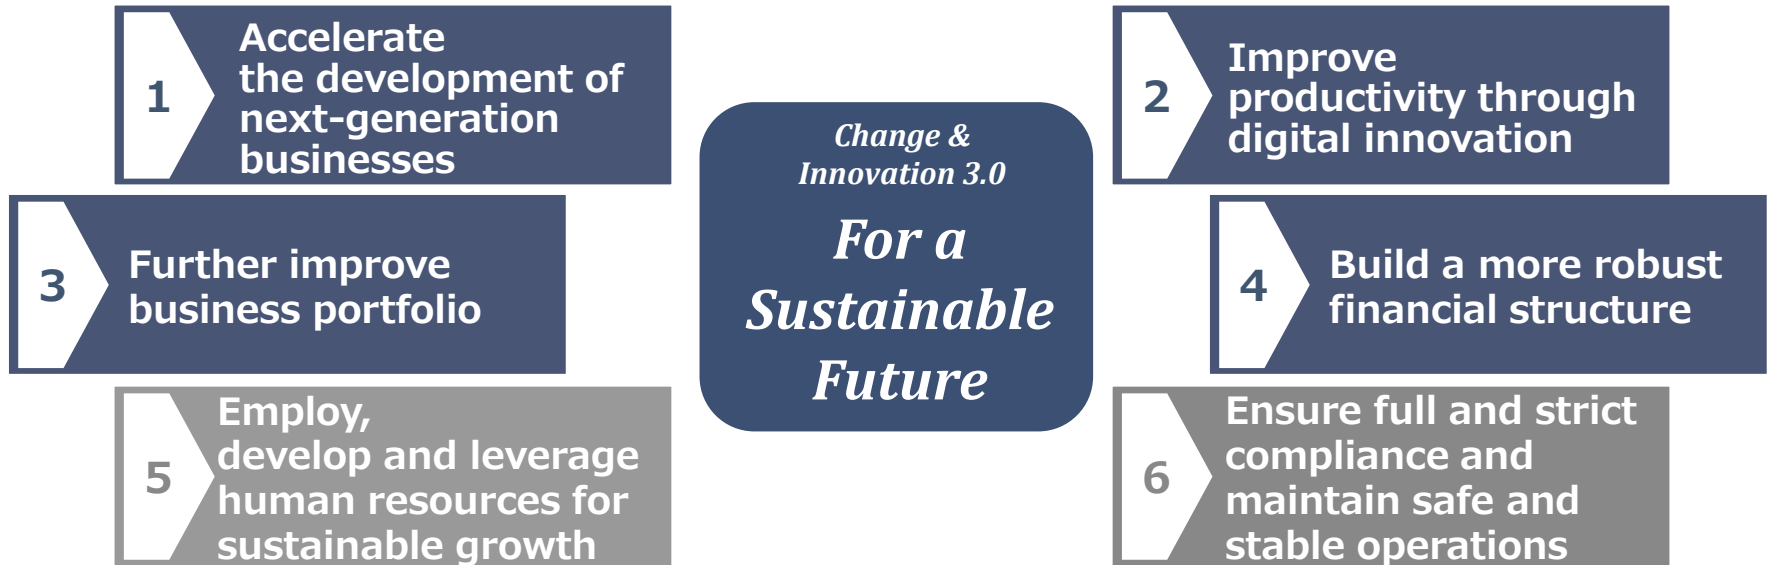 1
Accelerate
the development of
next-generation
businesses
2
Improve
productivity through
digital innovation
Change &
Innovation 3.0
For a
Sustainable
Future
3
Further improve
business portfolio
4
Build a more robust
financial structure
5
Employ,
develop and leverage
human resources for
sustainable growth
6
Ensure full and strict
compliance and
maintain safe and
stable operations